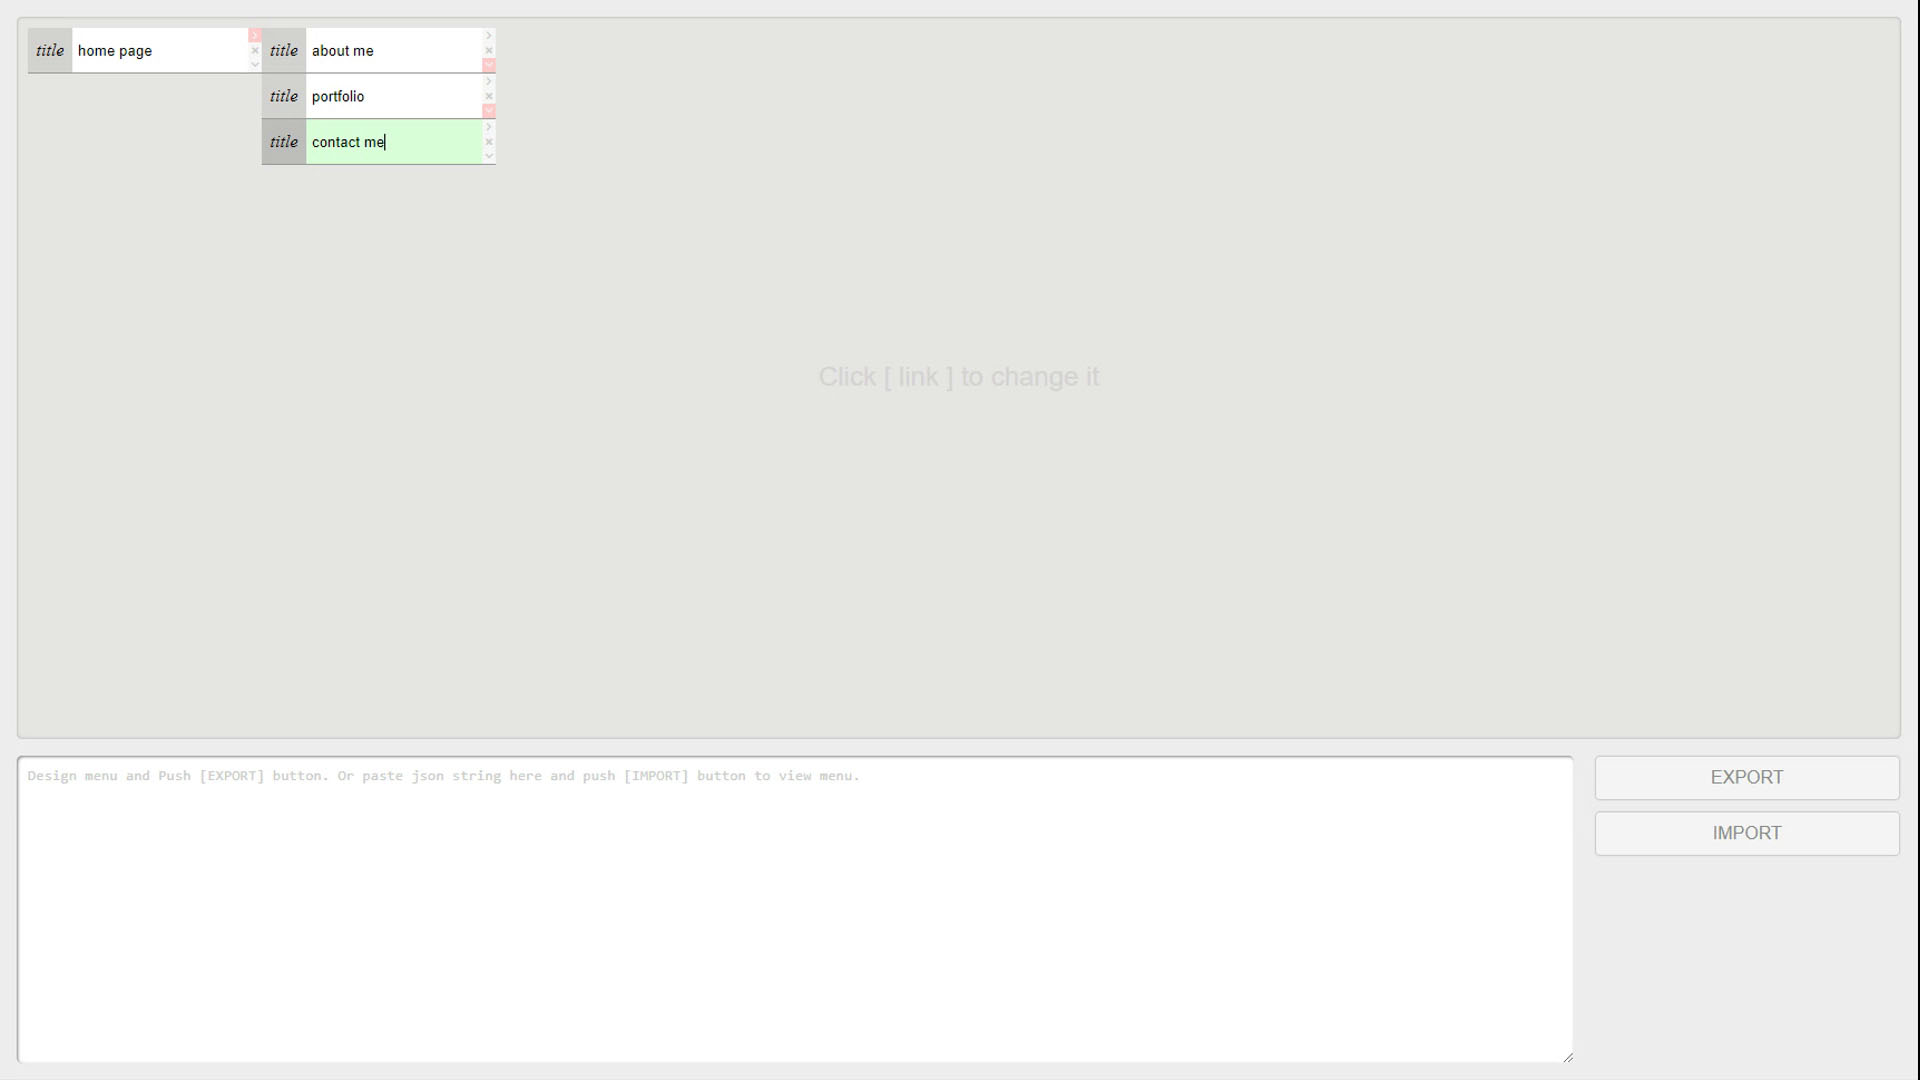 title home page title about me
title portfolio
title contact me
Click [ link ] to change it
Design menu and Push [EXPORT] button. Or paste json string here and push [IMPORT] button to view menu.
EXPORT
IMPORT